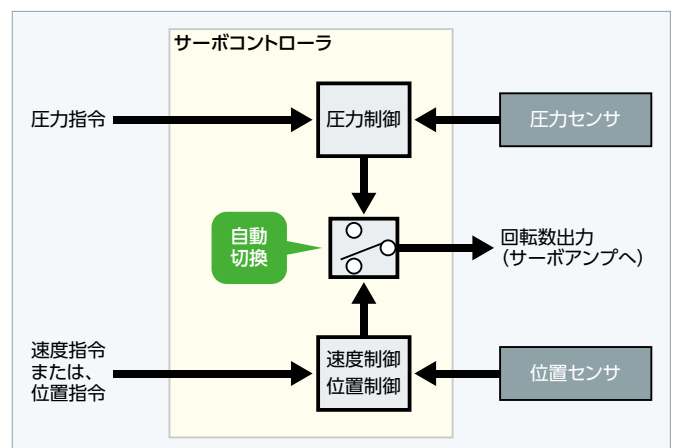 サーボコントローラ
圧力指令
圧力制御
圧力センサ
自動
切換
回転数出力
(サーボアンプへ)
速度指令
または、
位置指令
速度制御
位置制御
位置センサ